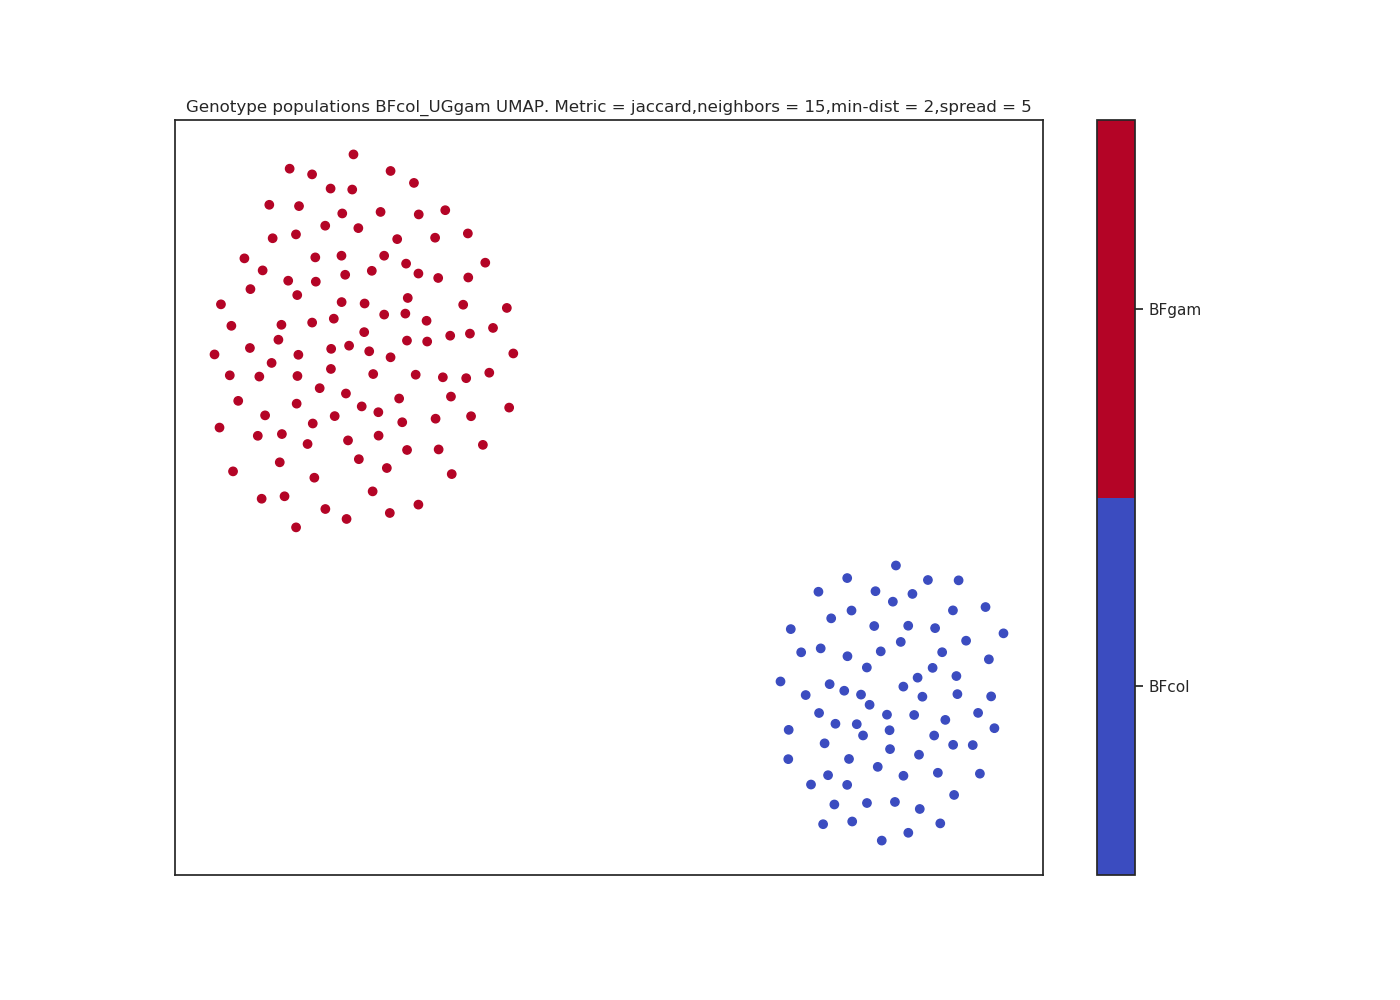 Genotype populations BFcol_UGgam UMAP. Metric = jaccard,neighbors = 15,min-dist = 2,spread = 5
BFgam
BFcol